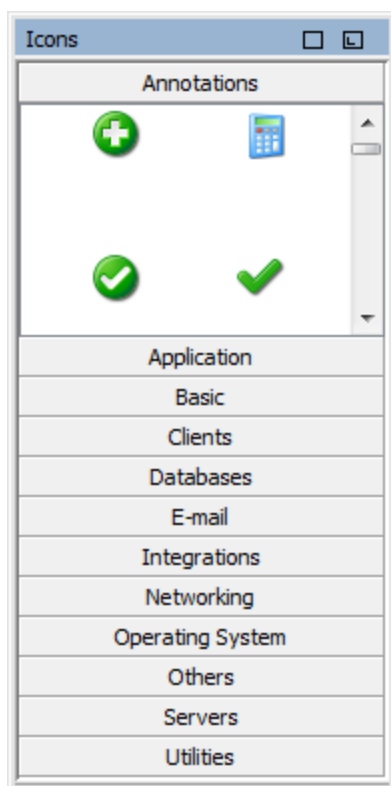 Icons
Annotations
Application
Basic
Clients
Databases
E-mail
Integrations
Networking
Operating System
Others
Servers
Utilities